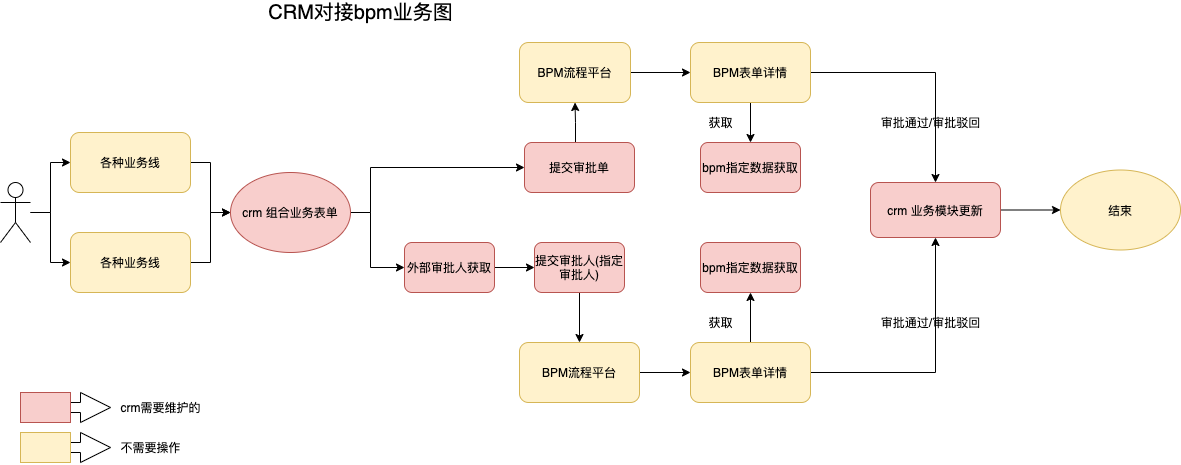 CRM对接bpm业务图
BPM流程平台
BPM表单详情
获取
审批通过/审批驳回
各种业务线
提交审批单
bpm指定数据获取
crm 组合业务表单
crm 业务模块更新
结束
各种业务线
外部审批人获取
提交审批人(指定
审批人)
bpm指定数据获取
获取
审批通过/审批驳回
BPM流程平台
BPM表单详情
crm需要维护的
不需要操作